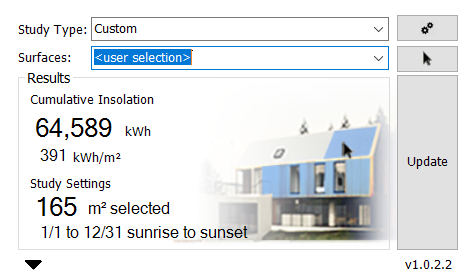 Study Type: Custom
Surfaces: <user selection>
Results
Cumulative Insolation
64,589 kWh
391 kWh/m²
Study Settings
165 m² selected
1/1 to 12/31 sunrise to sunset
Update
v1.0.2.2